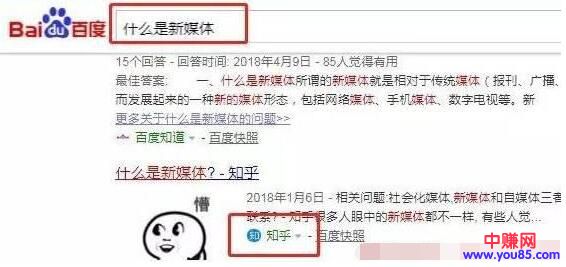 Bai du 百度
什么是新媒体
15个回答 - 回答时间: 2018年4月9日 - 85人觉得有用
最佳答案: 一、什么是新媒体所谓的新媒体就是相对于传统媒体（报刊、广播、
而发展起来的一种新的媒体形态，包括网络媒体、手机媒体、数字电视等。新
更多关于什么是新媒体的问题>>
百度知道 - 百度快照
什么是新媒体? - 知乎
懵
2018年1月6日 - 相关问题:社会化媒体,新媒体和自媒体三者
联系? · 知乎很多人眼中的新媒体都不一样, 有些人觉...
知 知乎 - 百度快照
中赚网
www.you85.com